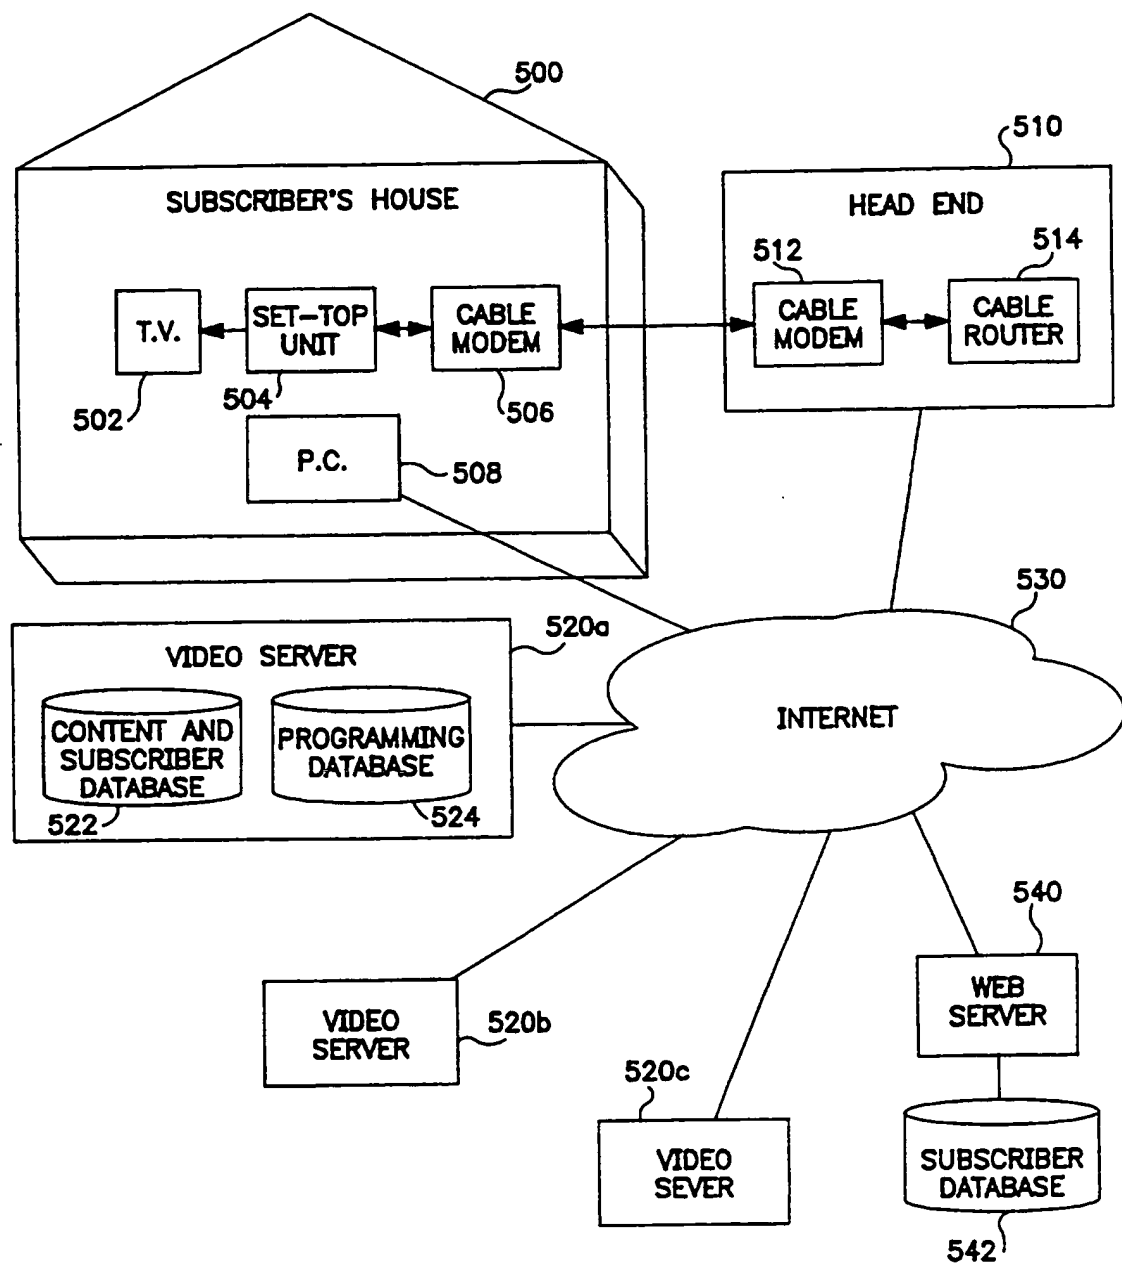 500
510
SUBSCRIBER'S HOUSE
HEAD END
512
514
T.V.
SET-TOP
UNIT
CABLE
MODEM
CABLE
MODEM
CABLE
ROUTER
502
504
506
P.C.
508
530
520a
VIDEO SERVER
CONTENT AND
SUBSCRIBER
DATABASE
PROGRAMMING
DATABASE
INTERNET
522
524
540
VIDEO
SERVER
520b
WEB
SERVER
520c
VIDEO
SEVER
SUBSCRIBER
DATABASE
542